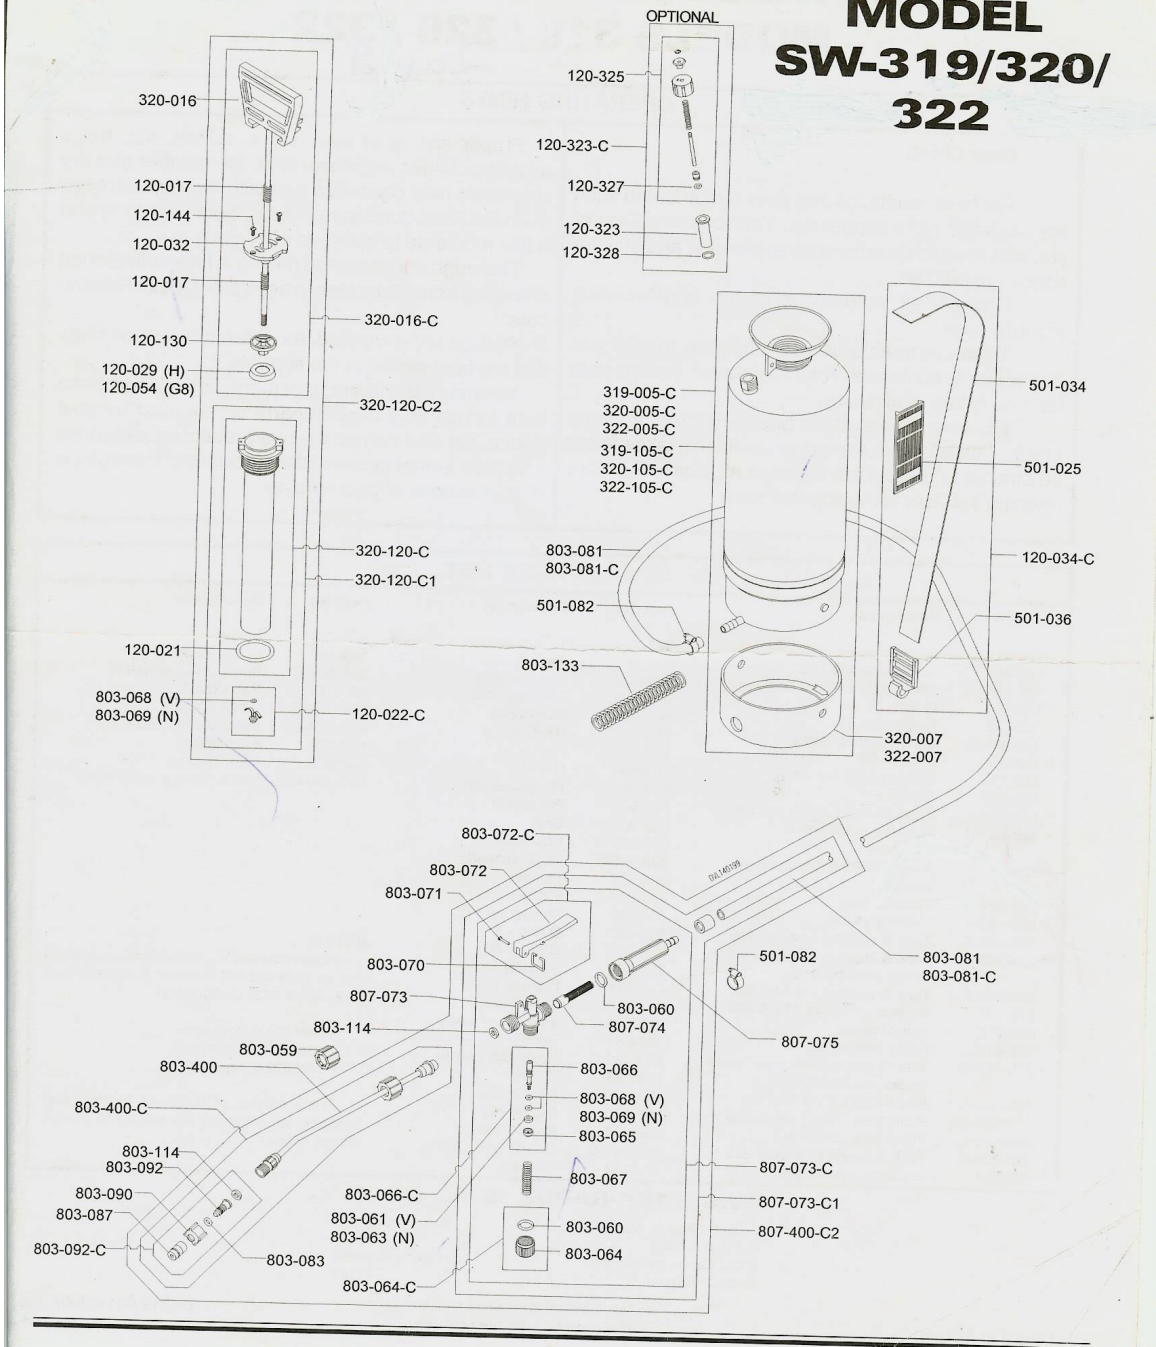 OPTIONAL
MODEL
SW-319/320/
322
320-016
120-017
120-144
120-032
120-017
320-016-C
120-130
120-029 (H)
120-054 (G8)
320-120-C2
320-120-C
320-120-C1
120-021
803-068 (V)
803-069 (N)
120-022-C
120-325
120-323-C
120-327
120-323
120-328
319-005-C
320-005-C
322-005-C
319-105-C
320-105-C
322-105-C
501-034
501-025
120-034-C
501-036
803-081
803-081-C
501-082
803-133
320-007
322-007
803-072-C
803-072
803-071
DVL140199
803-070
807-073
803-114
803-060
807-074
501-082
803-081
803-081-C
807-075
803-059
803-400
803-400-C
803-114
803-092
803-090
803-087
803-092-C
803-083
803-066
803-068 (V)
803-069 (N)
803-065
803-067
803-066-C
803-061 (V)
803-063 (N)
803-060
803-064
803-064-C
807-073-C
807-073-C1
807-400-C2